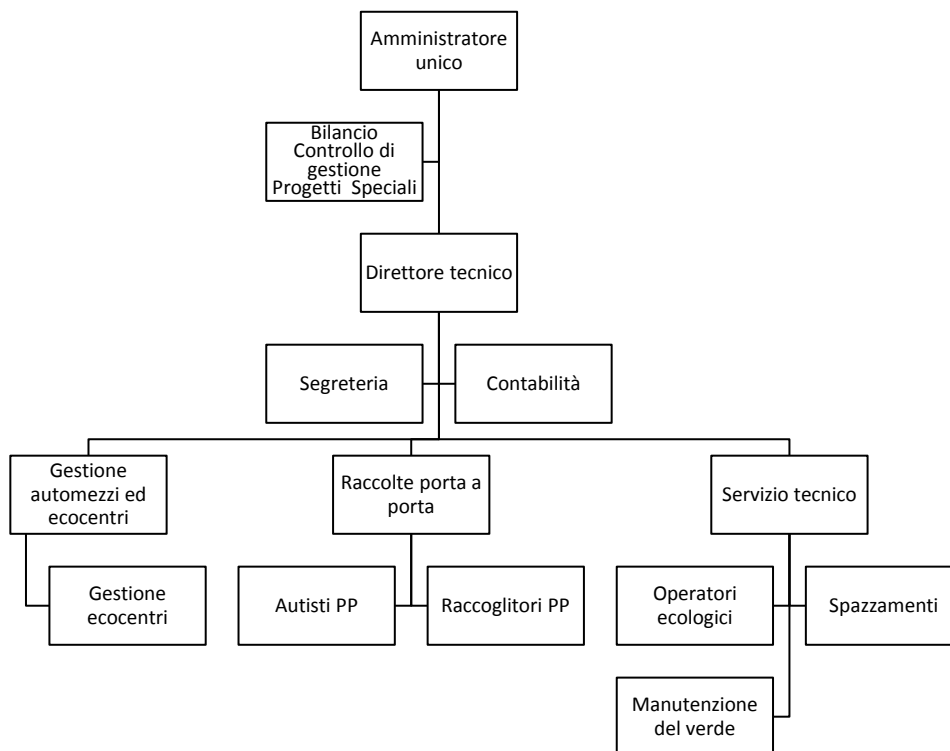 Amministratore
unico
Bilancio
Controllo di
gestione
Progetti Speciali
Direttore tecnico
Segreteria
Contabilità
Gestione
automezzi ed
ecocentri
Raccolte porta a
porta
Servizio tecnico
Gestione
ecocentri
Autisti PP
Raccoglitori PP
Operatori
ecologici
Spazzamenti
Manutenzione
del verde